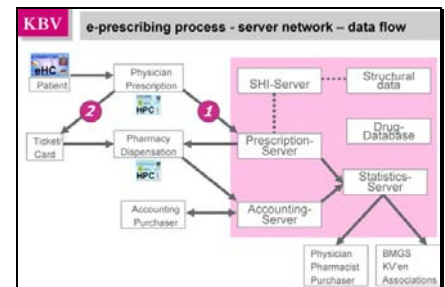 KBV
e-prescribing process - server network – data flow
eHC
Patient
Physician
Prescription
HPC
SHI-Server
Structural
data
2
1
Drug-
Database
Ticket/
Card
Pharmacy
Dispensation
HPC
Prescription-
Server
Statistics-
Server
Accounting
Purchaser
Accounting-
Server
Physician
Pharmacist
Purchaser
BMGS
KV'en
Associations